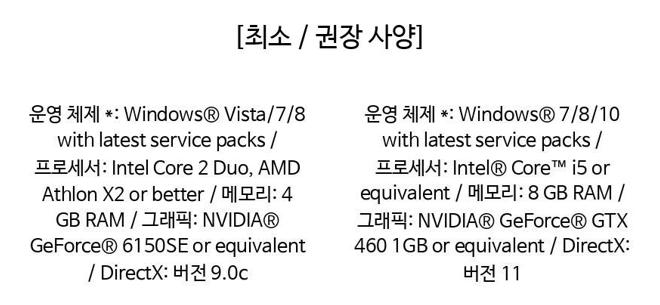 [최소 / 권장 사양]
운영 체제 *: Windows® Vista/7/8
with latest service packs /
프로세서: Intel Core 2 Duo, AMD
Athlon X2 or better / 메모리: 4
GB RAM / 그래픽: NVIDIA®
GeForce® 6150SE or equivalent
/ DirectX: 버전 9.0c
운영 체제 *: Windows® 7/8/10
with latest service packs /
프로세서: Intel® Core™ i5 or
equivalent / 메모리: 8 GB RAM /
그래픽: NVIDIA® GeForce® GTX
460 1GB or equivalent / DirectX:
버전 11